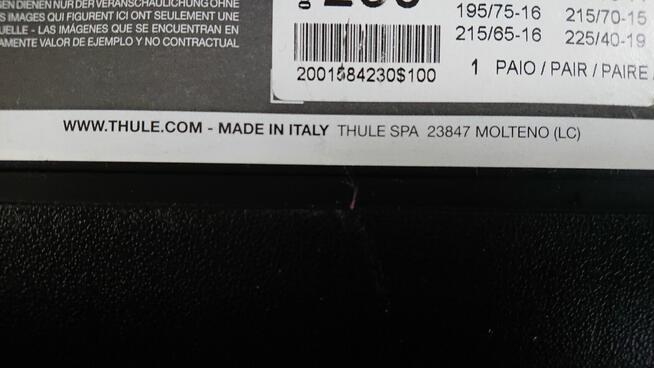 GEN DIENEN NUR DER VERANSCHAULICHUNG OHNE
S IMAGES QUI FIGURENT ICI ONT SEULEMENT UNE
UELLE - LAS IMÁGENES QUE SE ENCUENTRAN EN
AMENTE VALOR DE EJEMPLO Y NO CONTRACTUAL
195/75-16 215/70-15
215/65-16 225/40-19
2001584230$100
1 PAIO / PAIR / PAIRE /
WWW.THULE.COM - MADE IN ITALY THULE SPA 23847 MOLTENO (LC)